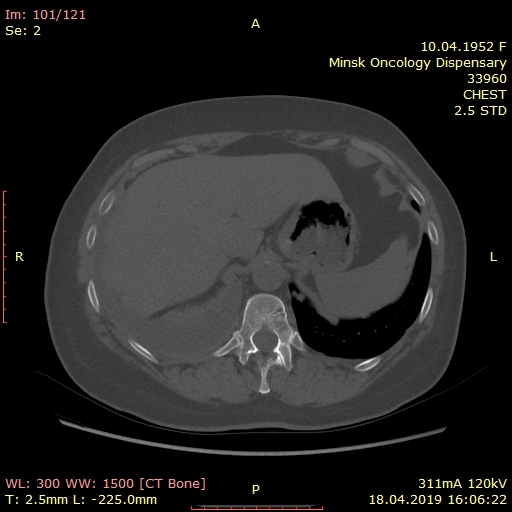 Im: 101/121
Se: 2
A
10.04.1952 F
Minsk Oncology Dispensary
33960
CHEST
2.5 STD
R
L
WL: 300 WW: 1500 [CT Bone]
T: 2.5mm L: -225.0mm
P
311mA 120kV
18.04.2019 16:06:22